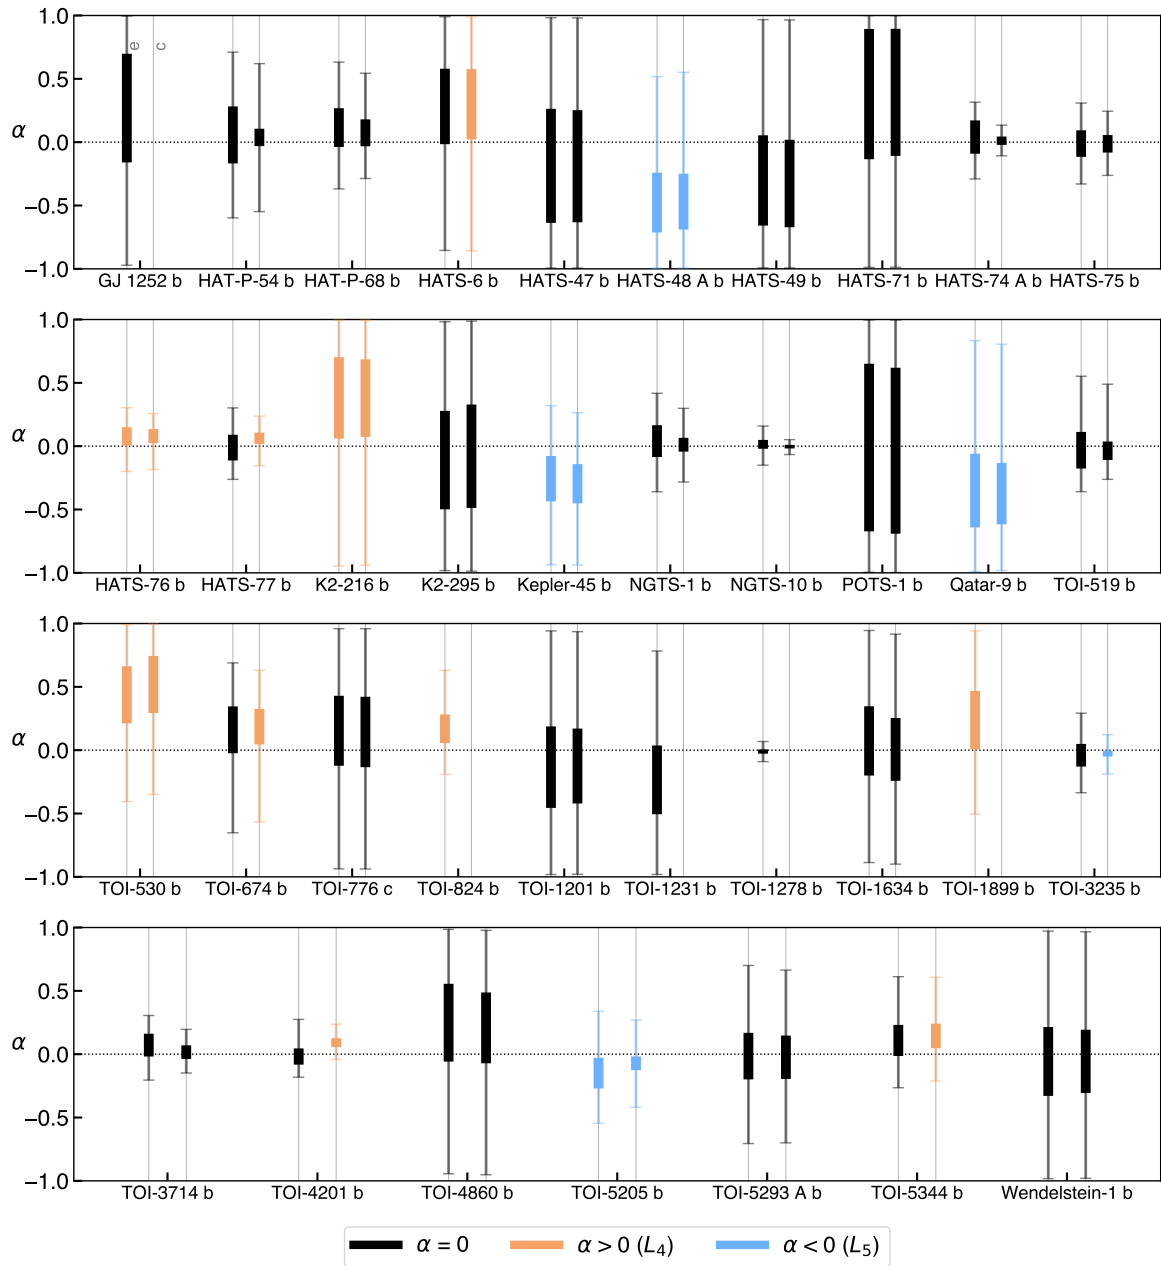 1.0
0.5
α
0.0
−0.5
−1.0
e c
GJ 1252 b HAT-P-54 b HAT-P-68 b HATS-6 b HATS-47 b HATS-48 A b HATS-49 b HATS-71 b HATS-74 A b HATS-75 b
1.0
0.5
α
0.0
−0.5
−1.0
HATS-76 b HATS-77 b K2-216 b K2-295 b Kepler-45 b NGTS-1 b NGTS-10 b POTS-1 b Qatar-9 b TOI-519 b
1.0
0.5
α
0.0
−0.5
−1.0
TOI-530 b TOI-674 b TOI-776 c TOI-824 b TOI-1201 b TOI-1231 b TOI-1278 b TOI-1634 b TOI-1899 b TOI-3235 b
1.0
0.5
α
0.0
−0.5
−1.0
TOI-3714 b TOI-4201 b TOI-4860 b TOI-5205 b TOI-5293 A b TOI-5344 b Wendelstein-1 b
α = 0 α > 0 (L₄) α < 0 (L₅)